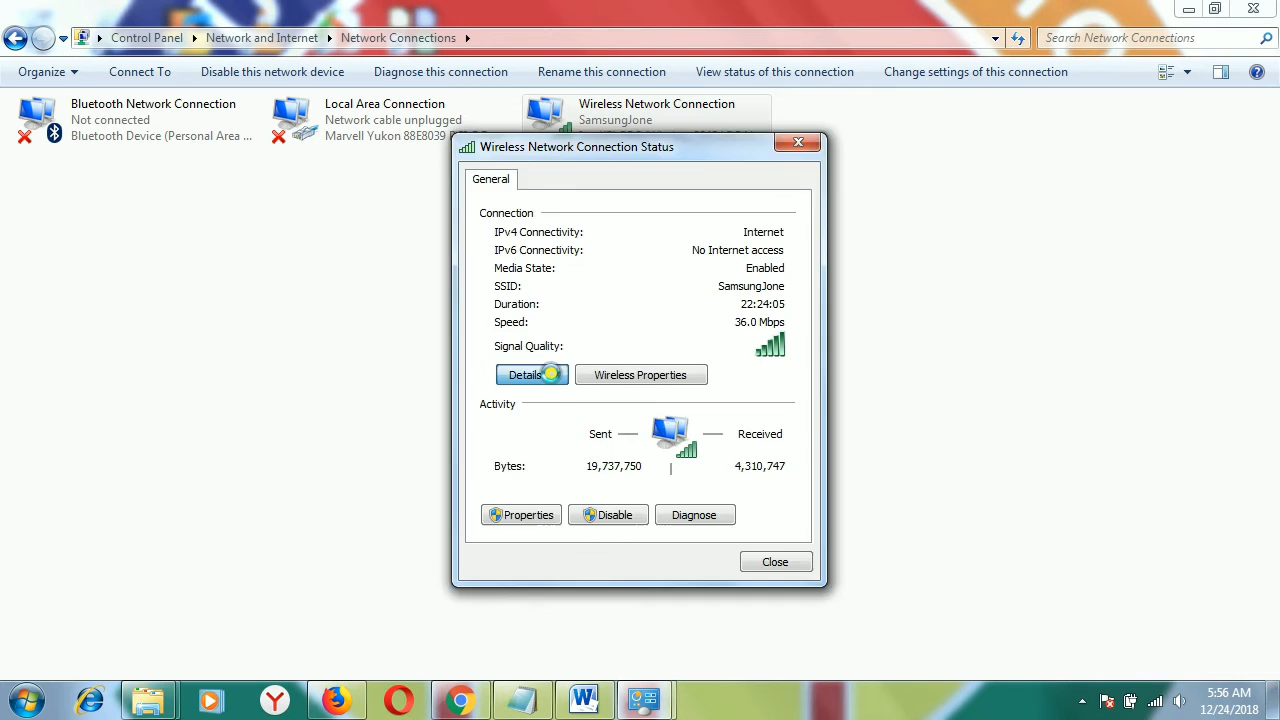 Control Panel Network and Internet Network Connections
Search Network Connections
Organize Connect To Disable this network device Diagnose this connection Rename this connection View status of this connection Change settings of this connection
Bluetooth Network Connection
Not connected
Bluetooth Device (Personal Area ...
Local Area Connection
Network cable unplugged
Marvell Yukon 88E8039
Wireless Network Connection
SamsungJone
Wireless Network Connection Status
General
Connection
IPv4 Connectivity: Internet
IPv6 Connectivity: No Internet access
Media State: Enabled
SSID: SamsungJone
Duration: 22:24:05
Speed: 36.0 Mbps
Signal Quality:
Details
Wireless Properties
Activity
Sent Received
Bytes: 19,737,750 4,310,747
Properties Disable Diagnose
Close
5:56 AM
12/24/2018